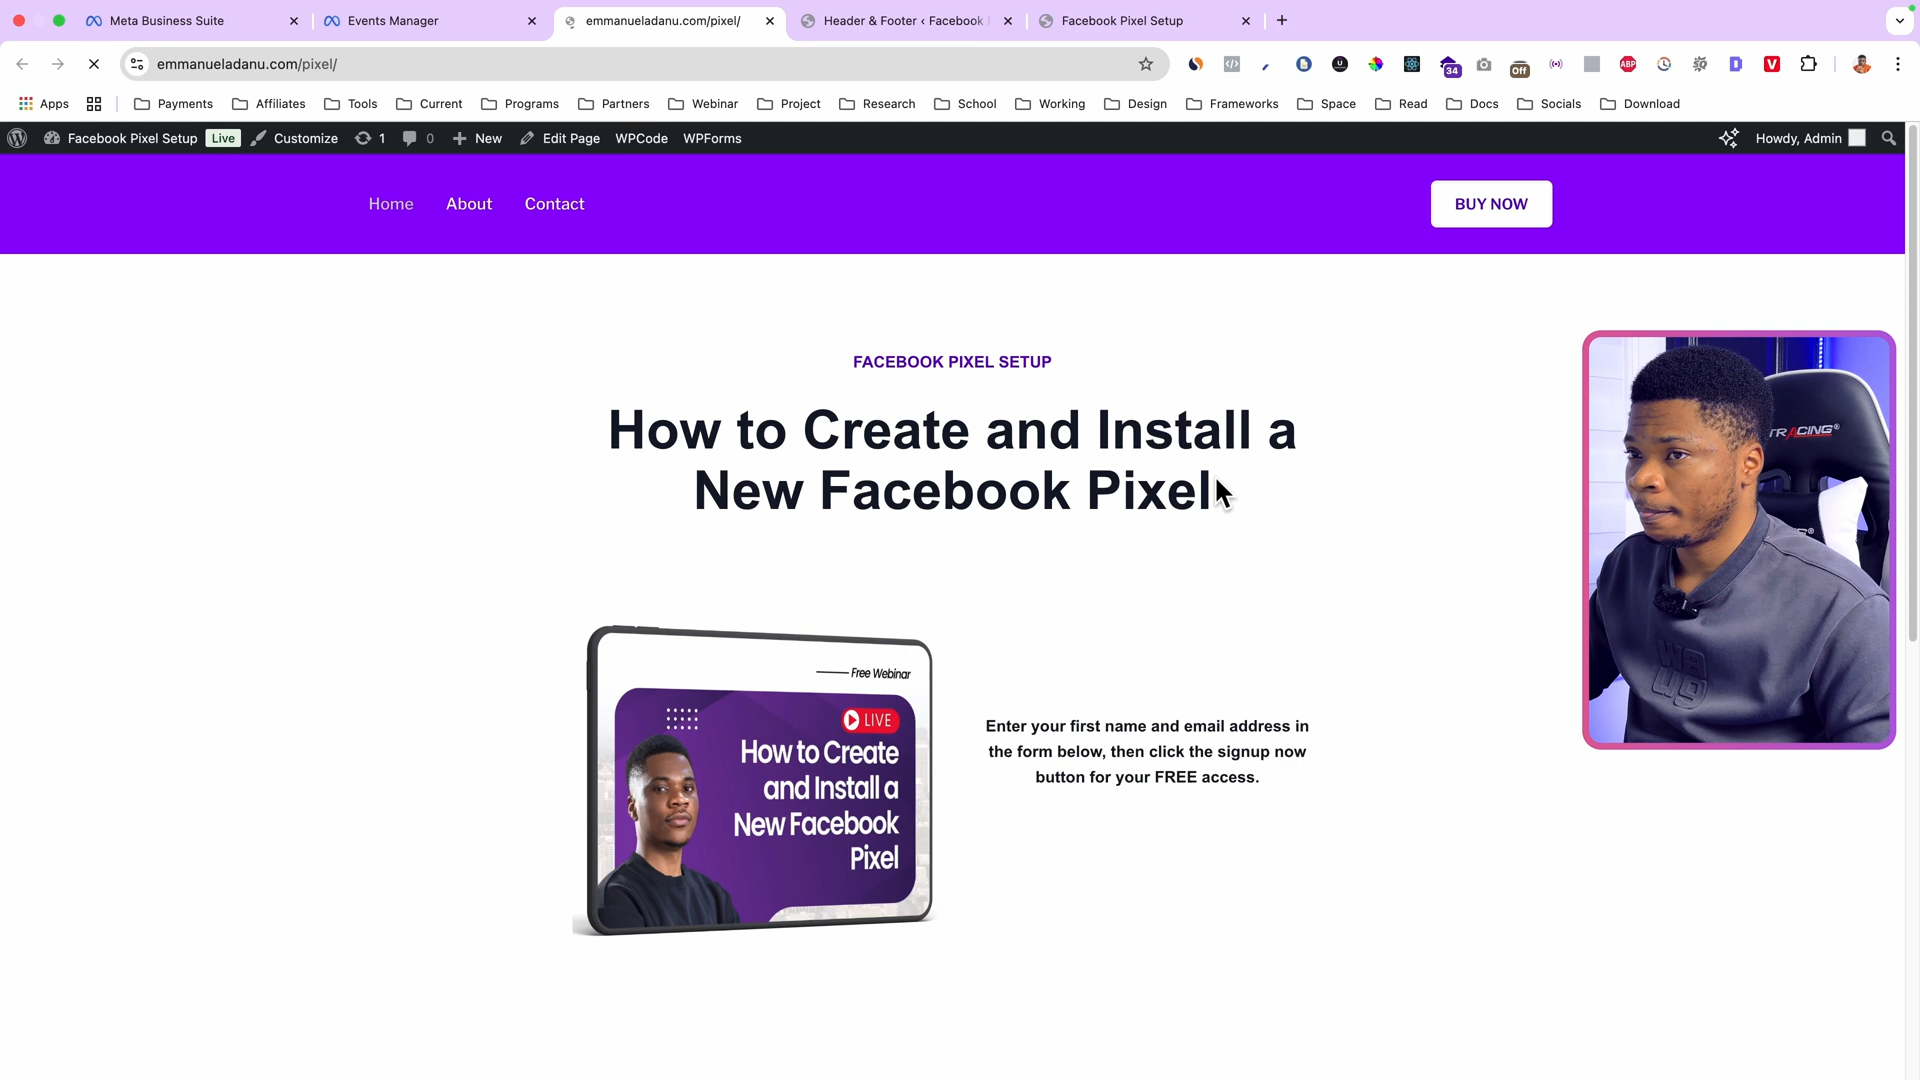 Meta Business Suite
Events Manager
emmanueladanu.com/pixel/
Header & Footer ‹ Facebook
Facebook Pixel Setup
emmanueladanu.com/pixel/
34
Off
ABP
Apps
Payments
Affiliates
Tools
Current
Programs
Partners
Webinar
Project
Research
School
Working
Design
Frameworks
Space
Read
Docs
Socials
Download
Facebook Pixel Setup
Live
Customize
1
0
New
Edit Page
WPCode
WPForms
Howdy, Admin
Home
About
Contact
BUY NOW
FACEBOOK PIXEL SETUP
How to Create and Install a
New Facebook Pixel
Free Webinar
LIVE
How to Create
and Install a
New Facebook
Pixel
Enter your first name and email address in
the form below, then click the signup now
button for your FREE access.
TRACING®